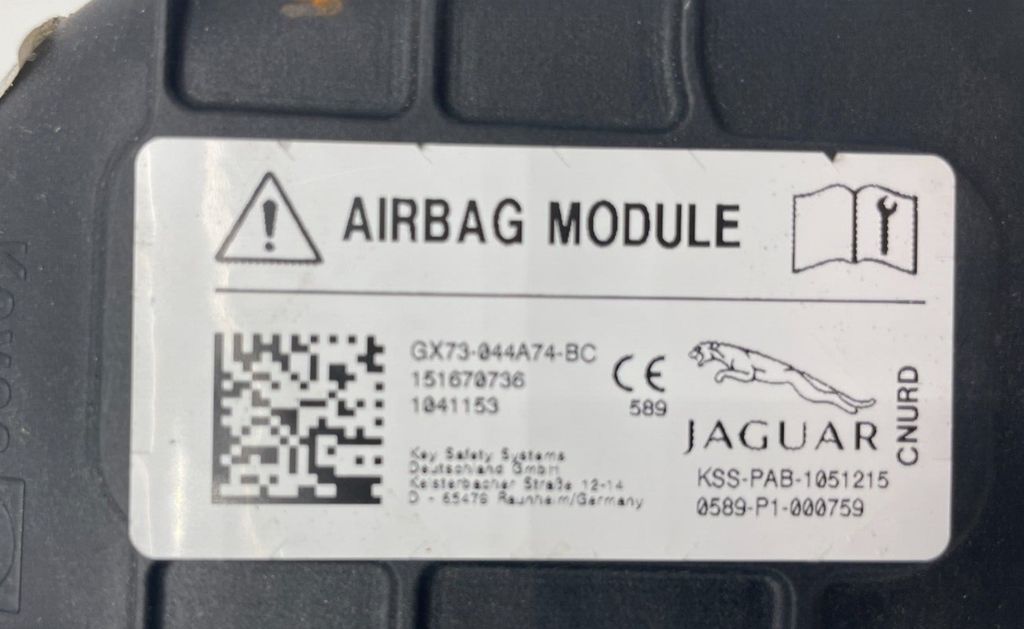 AIRBAG MODULE
GX73-044A74-BC
151670736
1041153
CE
589
JAGUAR
CNURD
KSS-PAB-1051215
0589-P1-000759
Key Safety Systems
Deutschland GmbH
Kelsterbacher Straße 12-14
D - 65479 Raunheim/Germany